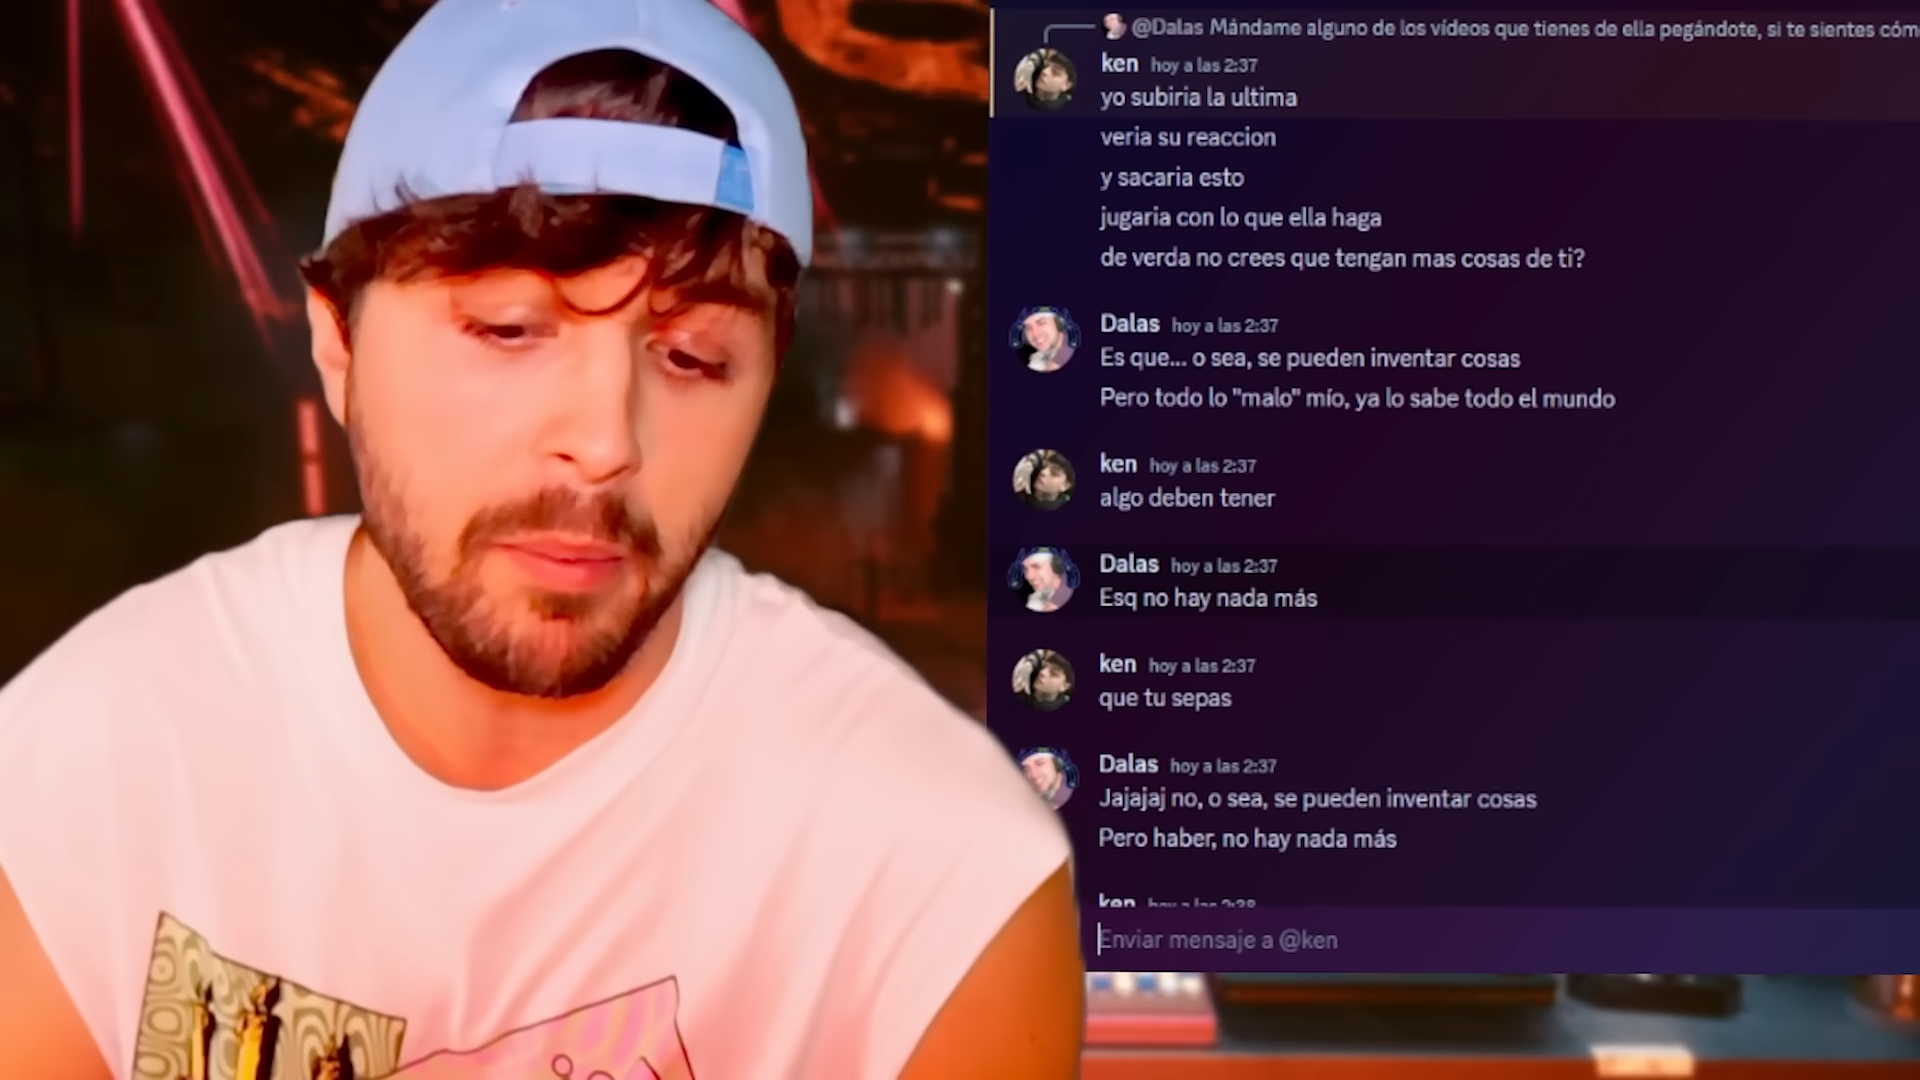 @Dalas Mándame alguno de los vídeos que tienes de ella pegándote, si te sientes cóm
ken hoy a las 2:37
yo subiria la ultima
veria su reaccion
y sacaria esto
jugaria con lo que ella haga
de verda no crees que tengan mas cosas de ti?
Dalas hoy a las 2:37
Es que... o sea, se pueden inventar cosas
Pero todo lo "malo" mío, ya lo sabe todo el mundo
ken hoy a las 2:37
algo deben tener
Dalas hoy a las 2:37
Esq no hay nada más
ken hoy a las 2:37
que tu sepas
Dalas hoy a las 2:37
Jajajaj no, o sea, se pueden inventar cosas
Pero haber, no hay nada más
ken hoy a las 2:38
Enviar mensaje a @ken